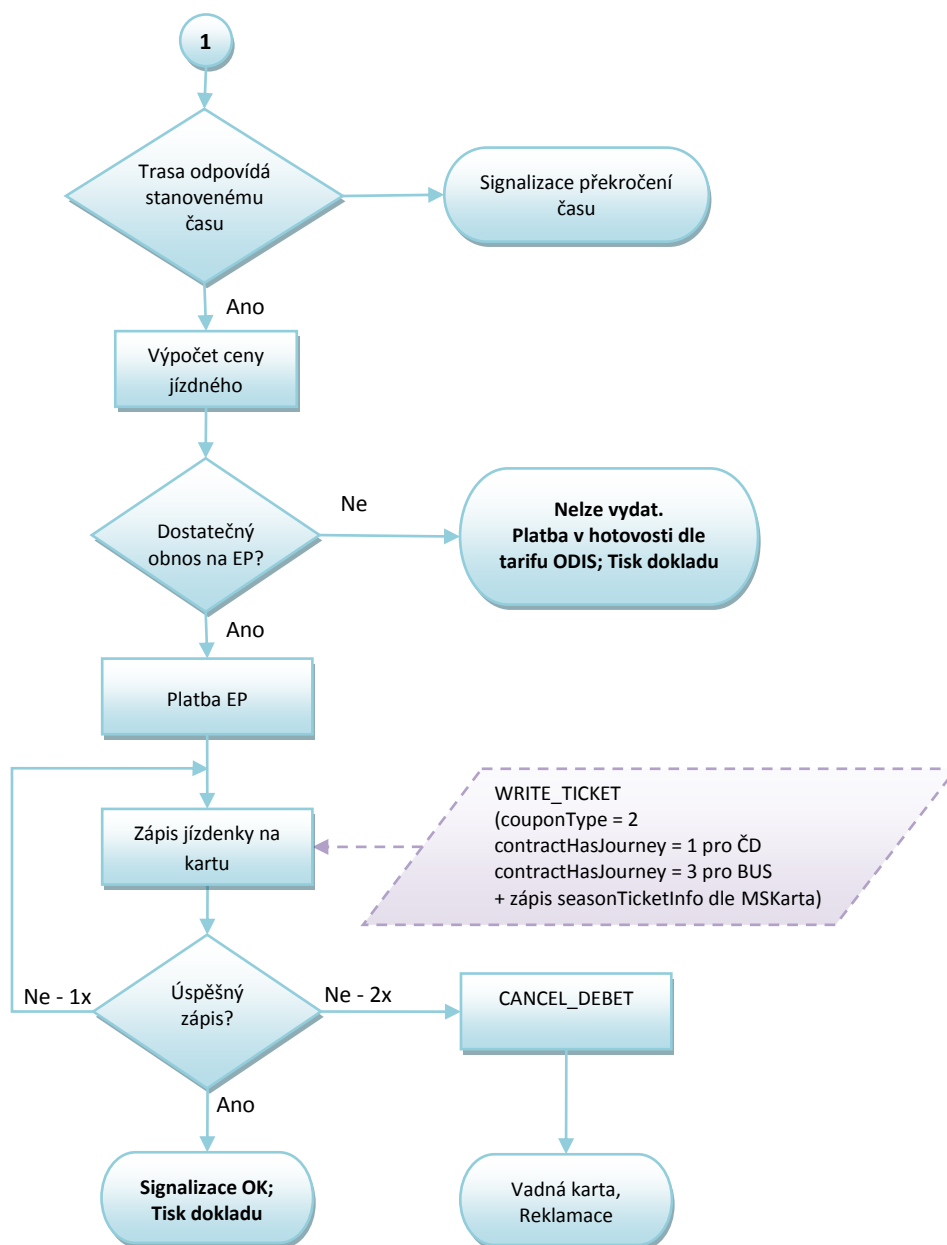 1
Trasa odpovídá
stanovenému
času
Signalizace překročení
času
Ano
Výpočet ceny
jízdného
Dostatečný
obnos na EP?
Ne
Nelze vydat.
Platba v hotovosti dle
tarifu ODIS; Tisk dokladu
Ano
Platba EP
Zápis jízdenky na
kartu
WRITE_TICKET
(couponType = 2
contractHasJourney = 1 pro ČD
contractHasJourney = 3 pro BUS
+ zápis seasonTicketInfo dle MSKarta)
Ne - 1x
Úspěšný
zápis?
Ne - 2x
CANCEL_DEBET
Ano
Signalizace OK;
Tisk dokladu
Vadná karta,
Reklamace